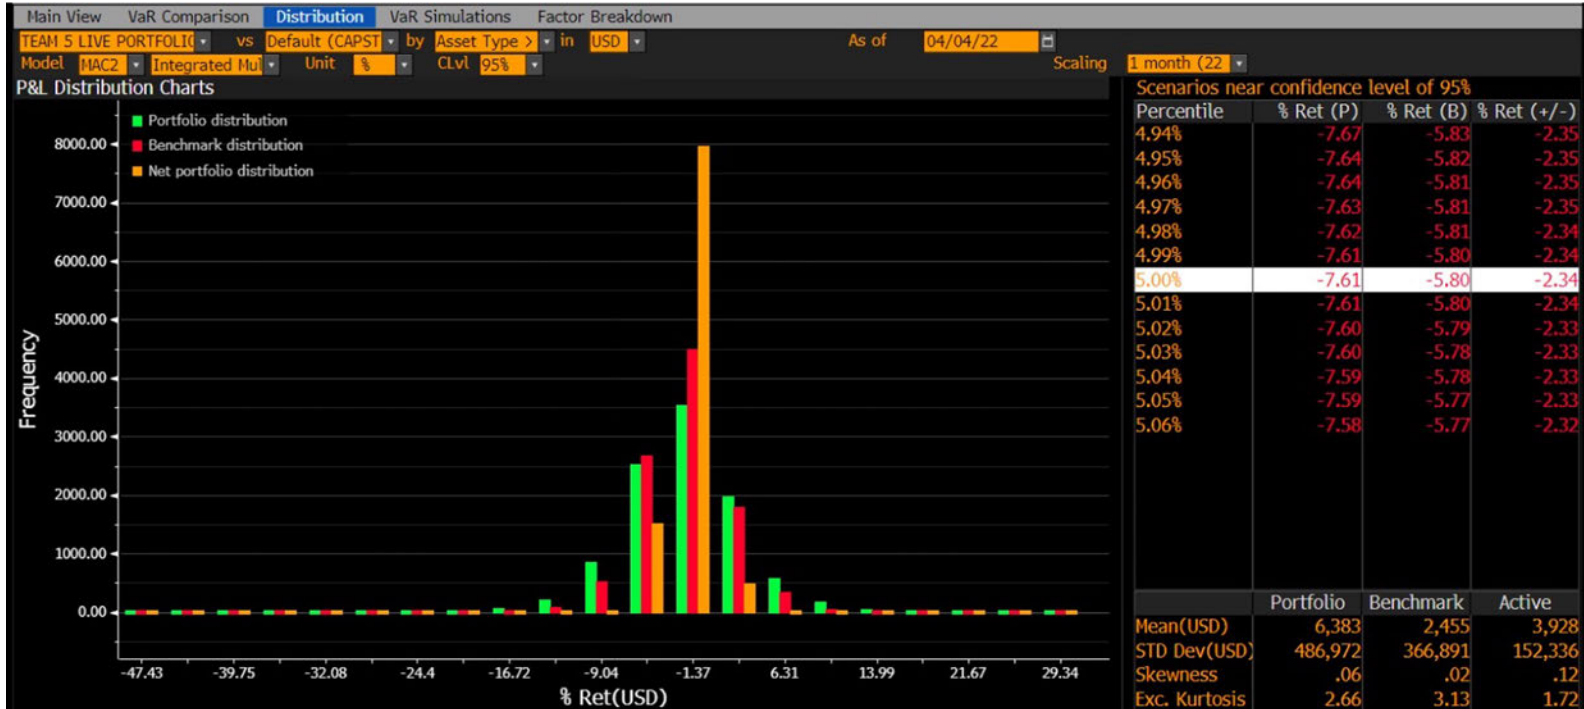 Main View VaR Comparison Distribution VaR Simulations Factor Breakdown
TEAM 5 LIVE PORTFOLIC vs Default (CAPST by Asset Type > in USD As of 04/04/22
Model MAC2 Integrated Mul Unit % CLvl 95% Scaling 1 month (22
P&L Distribution Charts
Portfolio distribution
Benchmark distribution
Net portfolio distribution
8000.00
7000.00
6000.00
5000.00
4000.00
3000.00
2000.00
1000.00
0.00
Frequency
-47.43 -39.75 -32.08 -24.4 -16.72 -9.04 -1.37 6.31 13.99 21.67 29.34
% Ret(USD)
Scenarios near confidence level of 95%
Percentile % Ret (P) % Ret (B) % Ret (+/-)
4.94% -7.67 -5.83 -2.35
4.95% -7.64 -5.82 -2.35
4.96% -7.64 -5.81 -2.35
4.97% -7.63 -5.81 -2.35
4.98% -7.62 -5.81 -2.34
4.99% -7.61 -5.80 -2.34
5.00% -7.61 -5.80 -2.34
5.01% -7.61 -5.80 -2.34
5.02% -7.60 -5.79 -2.33
5.03% -7.60 -5.78 -2.33
5.04% -7.59 -5.78 -2.33
5.05% -7.59 -5.77 -2.33
5.06% -7.58 -5.77 -2.32
Portfolio Benchmark Active
Mean(USD) 6,383 2,455 3,928
STD Dev(USD) 486,972 366,891 152,336
Skewness .06 .02 .12
Exc. Kurtosis 2.66 3.13 1.72